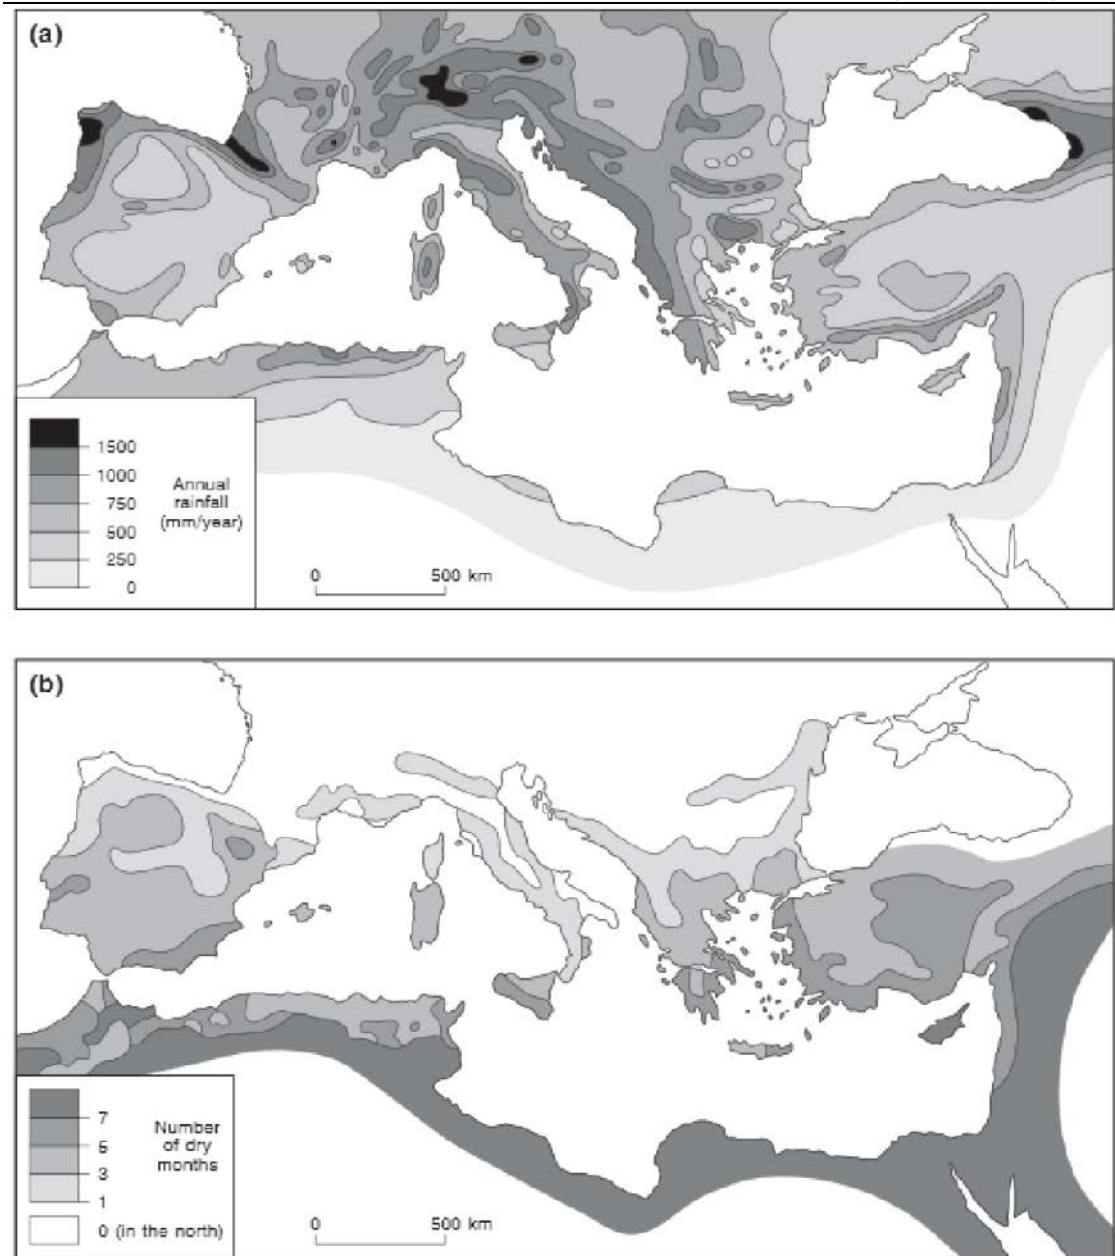 (a)
1500
1000
750
500
250
0
Annual
rainfall
(mm/year)
0 500 km
(b)
7
5
3
1
0 (in the north)
Number
of dry
months
0 500 km